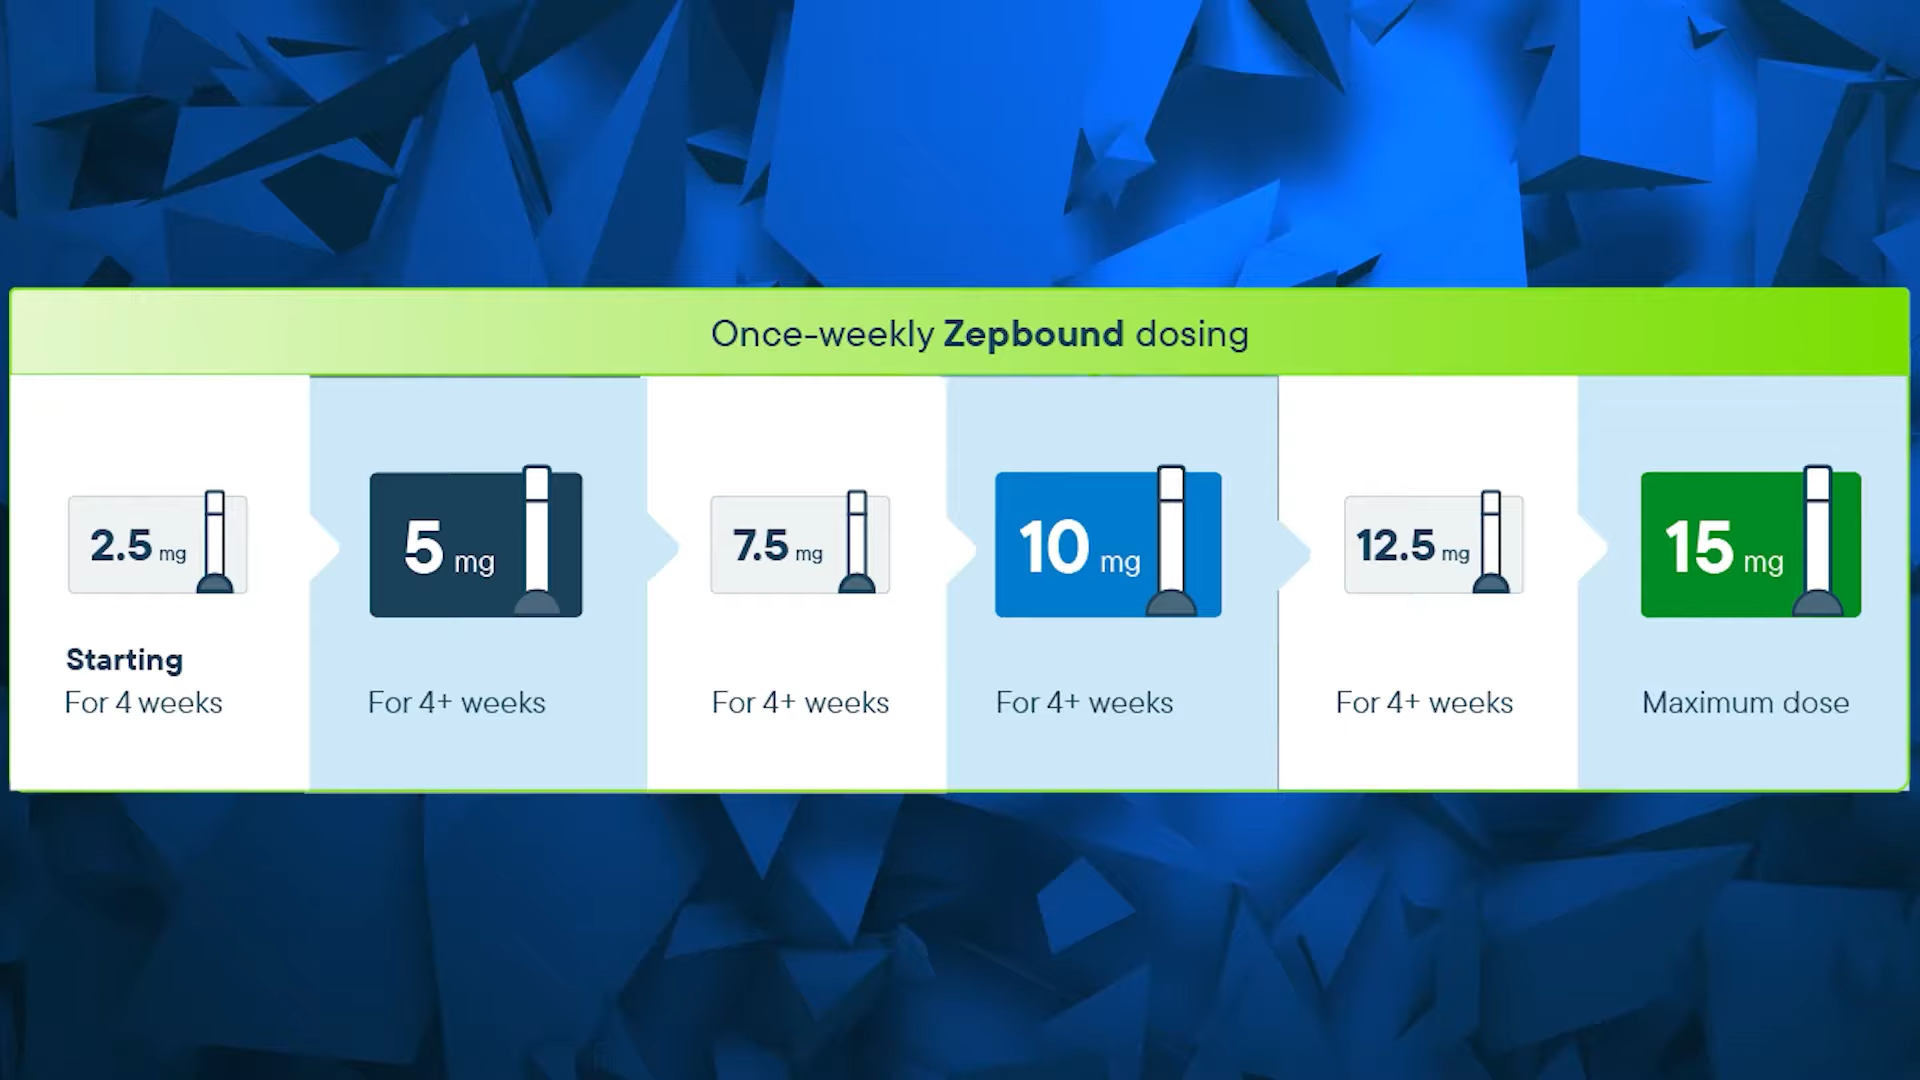 Once-weekly Zepbound dosing
2.5 mg
Starting
For 4 weeks
5 mg
For 4+ weeks
7.5 mg
For 4+ weeks
10 mg
For 4+ weeks
12.5 mg
For 4+ weeks
15 mg
Maximum dose